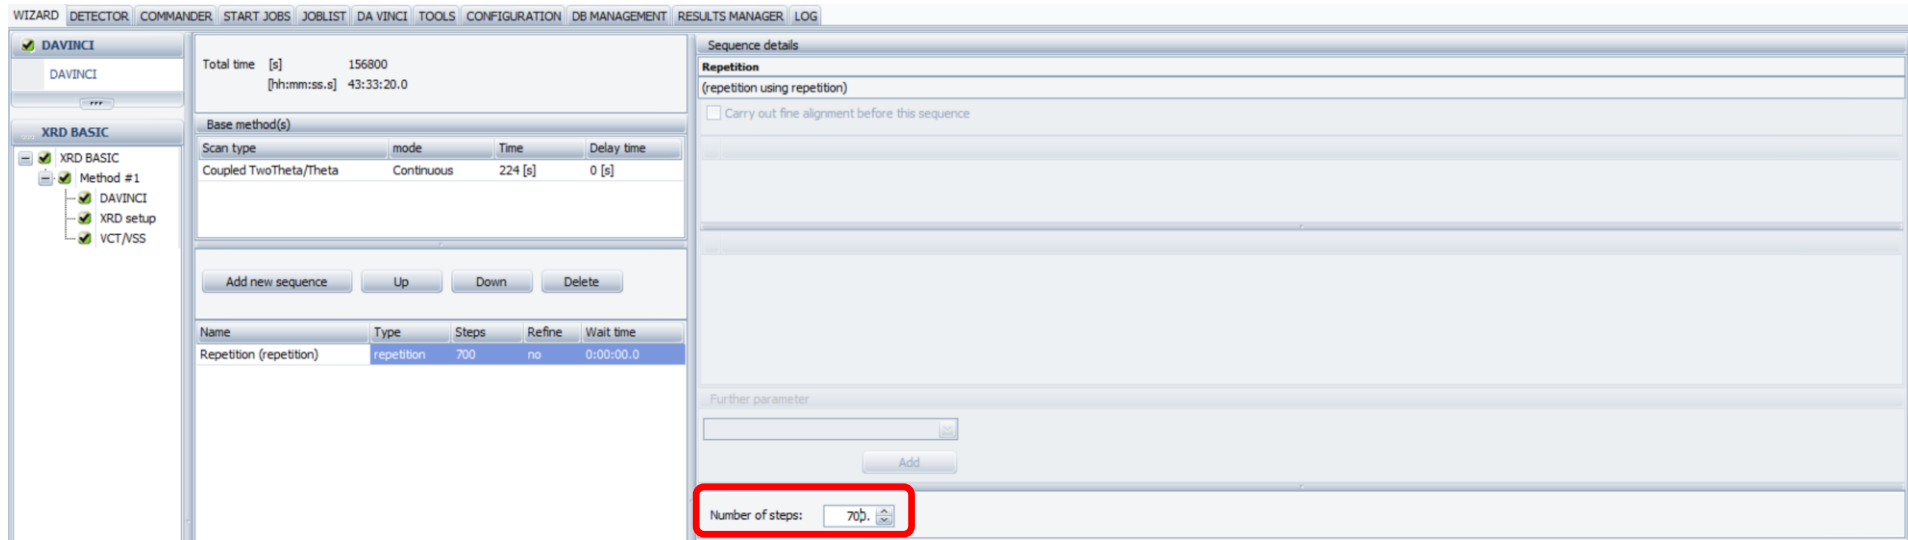 WIZARD DETECTOR COMMANDER START JOBS JOBLIST DA VINCI TOOLS CONFIGURATION DB MANAGEMENT RESULTS MANAGER LOG
DAVINCI
DAVINCI
XRD BASIC
XRD BASIC
Method #1
DAVINCI
XRD setup
VCT/VSS
Total time [s] 156800
[hh:mm:ss.s] 43:33:20.0
Base method(s)
Scan type mode Time Delay time
Coupled TwoTheta/Theta Continuous 224 [s] 0 [s]
Add new sequence Up Down Delete
Name Type Steps Refine Wait time
Repetition (repetition) repetition 700 no 0:00:00.0
Sequence details
Repetition
(repetition using repetition)
Carry out fine alignment before this sequence
Further parameter
Add
Number of steps: 700.